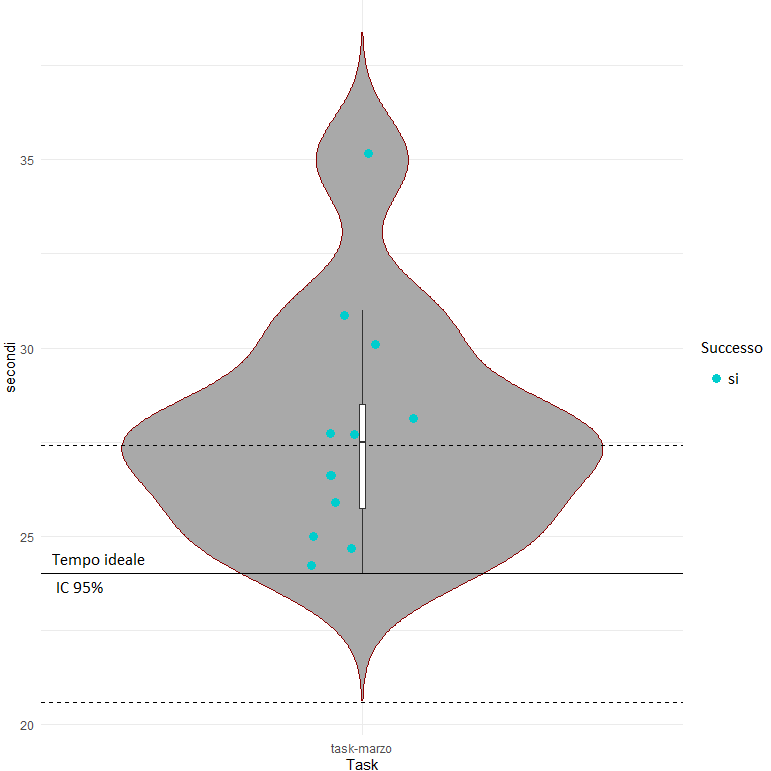 35
30
25
20
secondi
Tempo ideale
IC 95%
task-marzo
Task
Successo
si